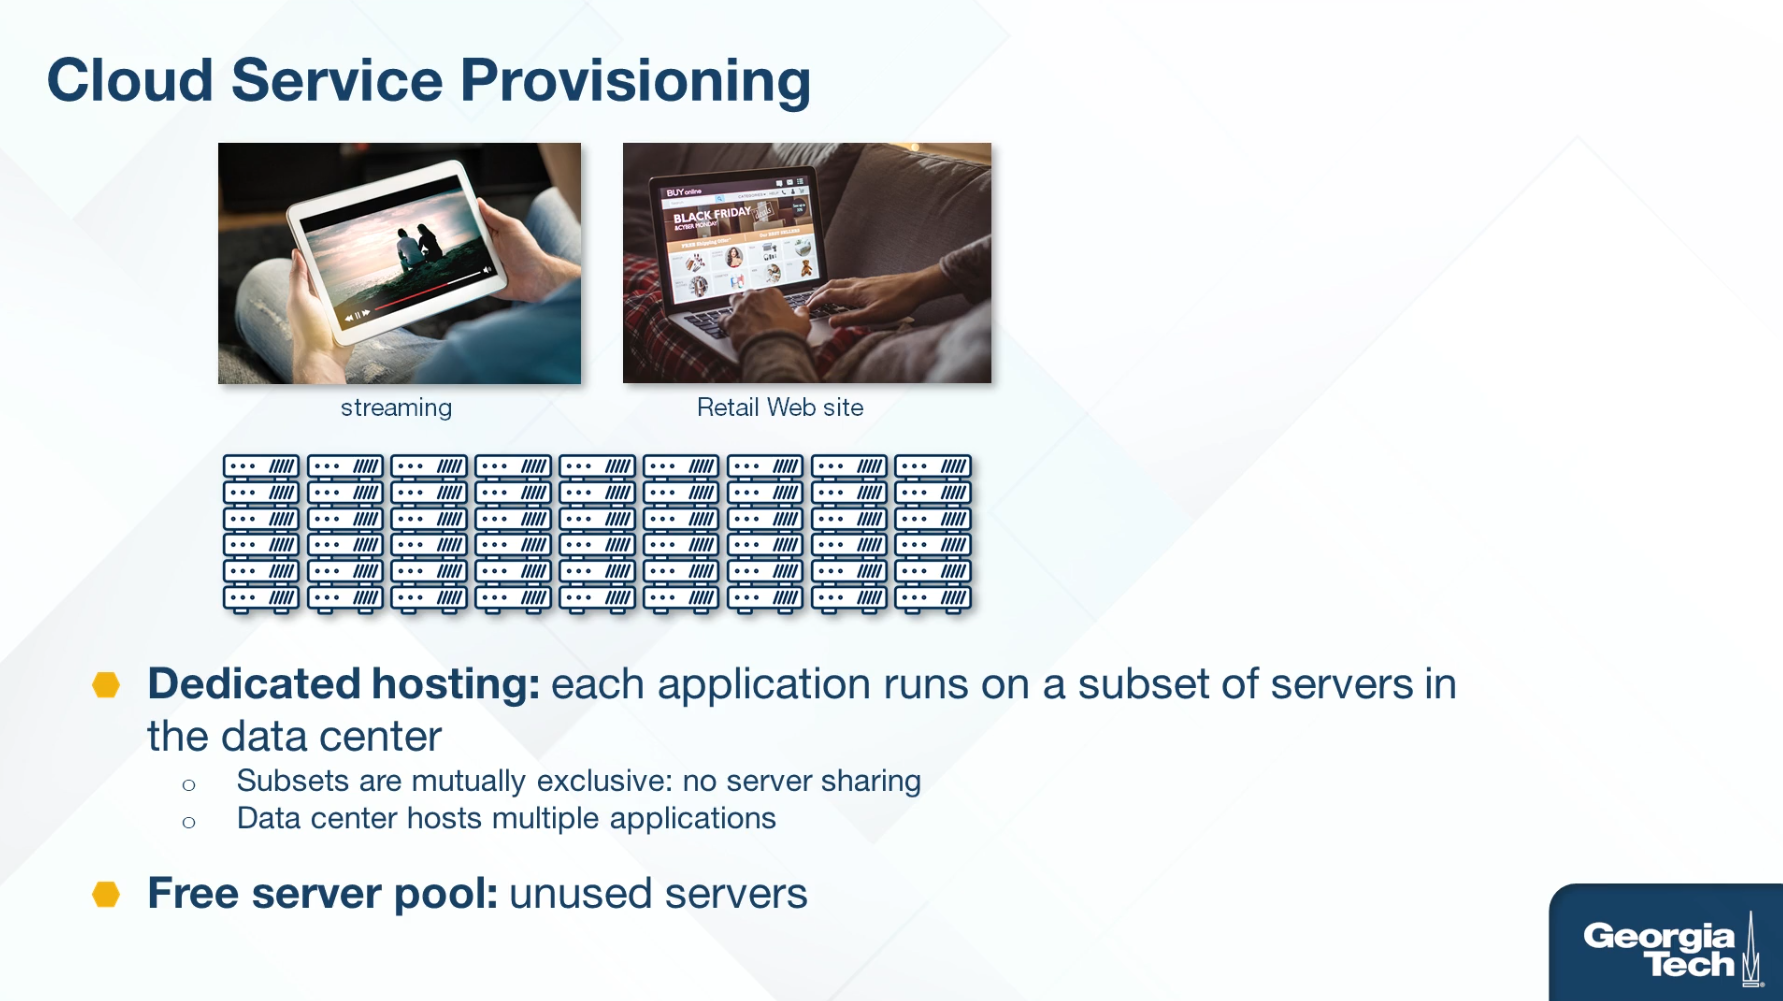 Cloud Service Provisioning
BUY online
BLACK FRIDAY
&CYBER MONDAY
streaming
Retail Web site
Dedicated hosting: each application runs on a subset of servers in
the data center
o Subsets are mutually exclusive: no server sharing
o Data center hosts multiple applications
Free server pool: unused servers
Georgia
Tech